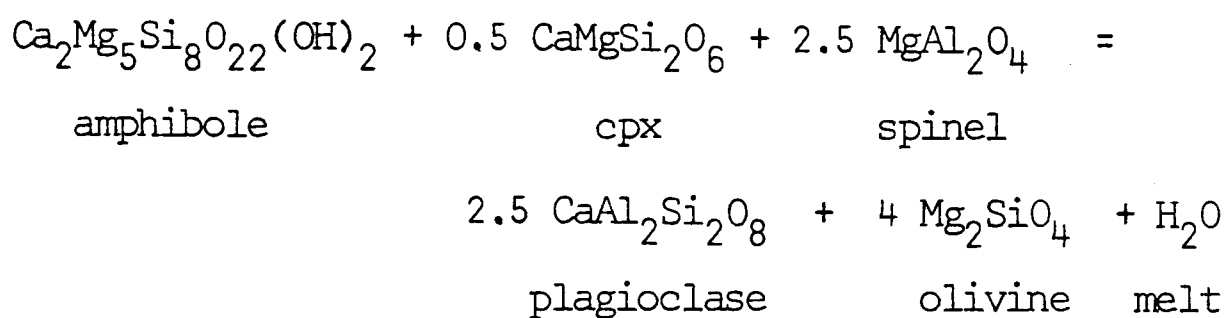 Ca₂Mg₅Si₈O₂₂(OH)₂ + 0.5 CaMgSi₂O₆ + 2.5 MgAl₂O₄ =
amphibole cpx spinel
2.5 CaAl₂Si₂O₈ + 4 Mg₂SiO₄ + H₂O
plagioclase olivine melt